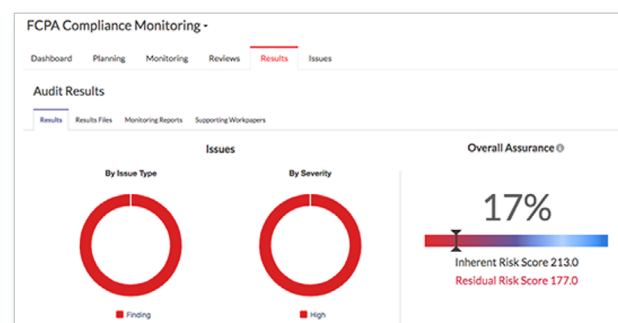 FCPA Compliance Monitoring
Dashboard Planning Monitoring Reviews Results Issues
Audit Results
Results Results Files Monitoring Reports Supporting Workpapers
Issues
By Issue Type By Severity
Finding High
Overall Assurance
17%
Inherent Risk Score 213.0
Residual Risk Score 177.0